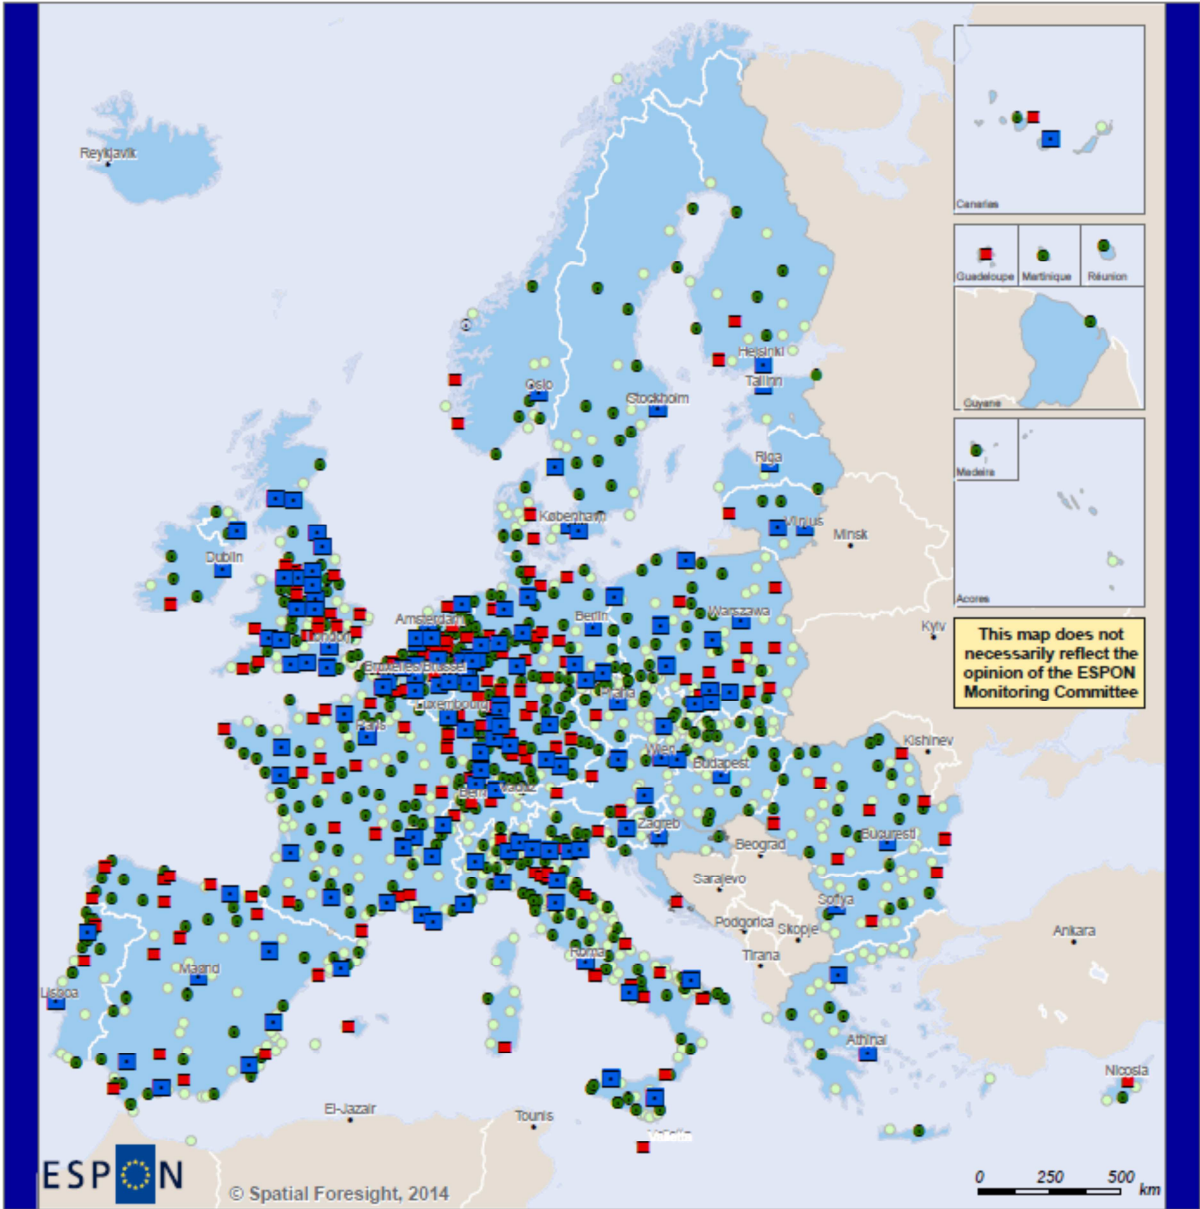 Reykjavik
Canarias
Guadeloupe
Martinique
Réunion
Guyane
Madeira
Acores
Helsinki
Tallinn
Oslo
Stockholm
Riga
København
Vilnius
Minsk
Dublin
Amsterdam
Berlin
Warszawa
London
Kyiv
Bruxelles/Brussel
Praha
Luxembourg
Paris
Kishinev
Wien
Budapest
Bern
Vaduz
Zagreb
Bucuresti
Beograd
Sarajevo
Sofiya
Podgorica
Skopje
Ankara
Tirana
Roma
Madrid
Lisboa
Athinai
Nicosia
El-Jazair
Tounis
This map does not
necessarily reflect the
opinion of the ESPON
Monitoring Committee
ESPON
© Spatial Foresight, 2014
0 250 500
km